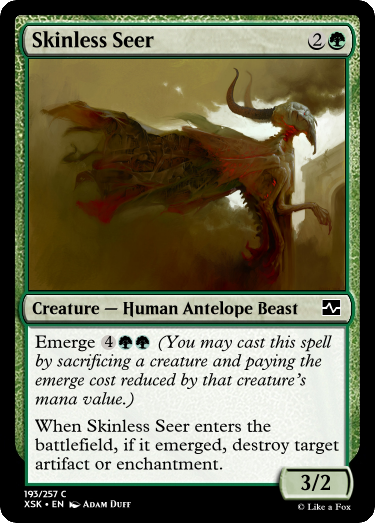 Skinless Seer 2
Creature — Human Antelope Beast
Emerge 4 (You may cast this spell
by sacrificing a creature and paying the
emerge cost reduced by that creature's
mana value.)
When Skinless Seer enters the
battlefield, if it emerged, destroy target
artifact or enchantment.
3/2
193/257 C
XSK • EN Adam Duff
© Like a Fox